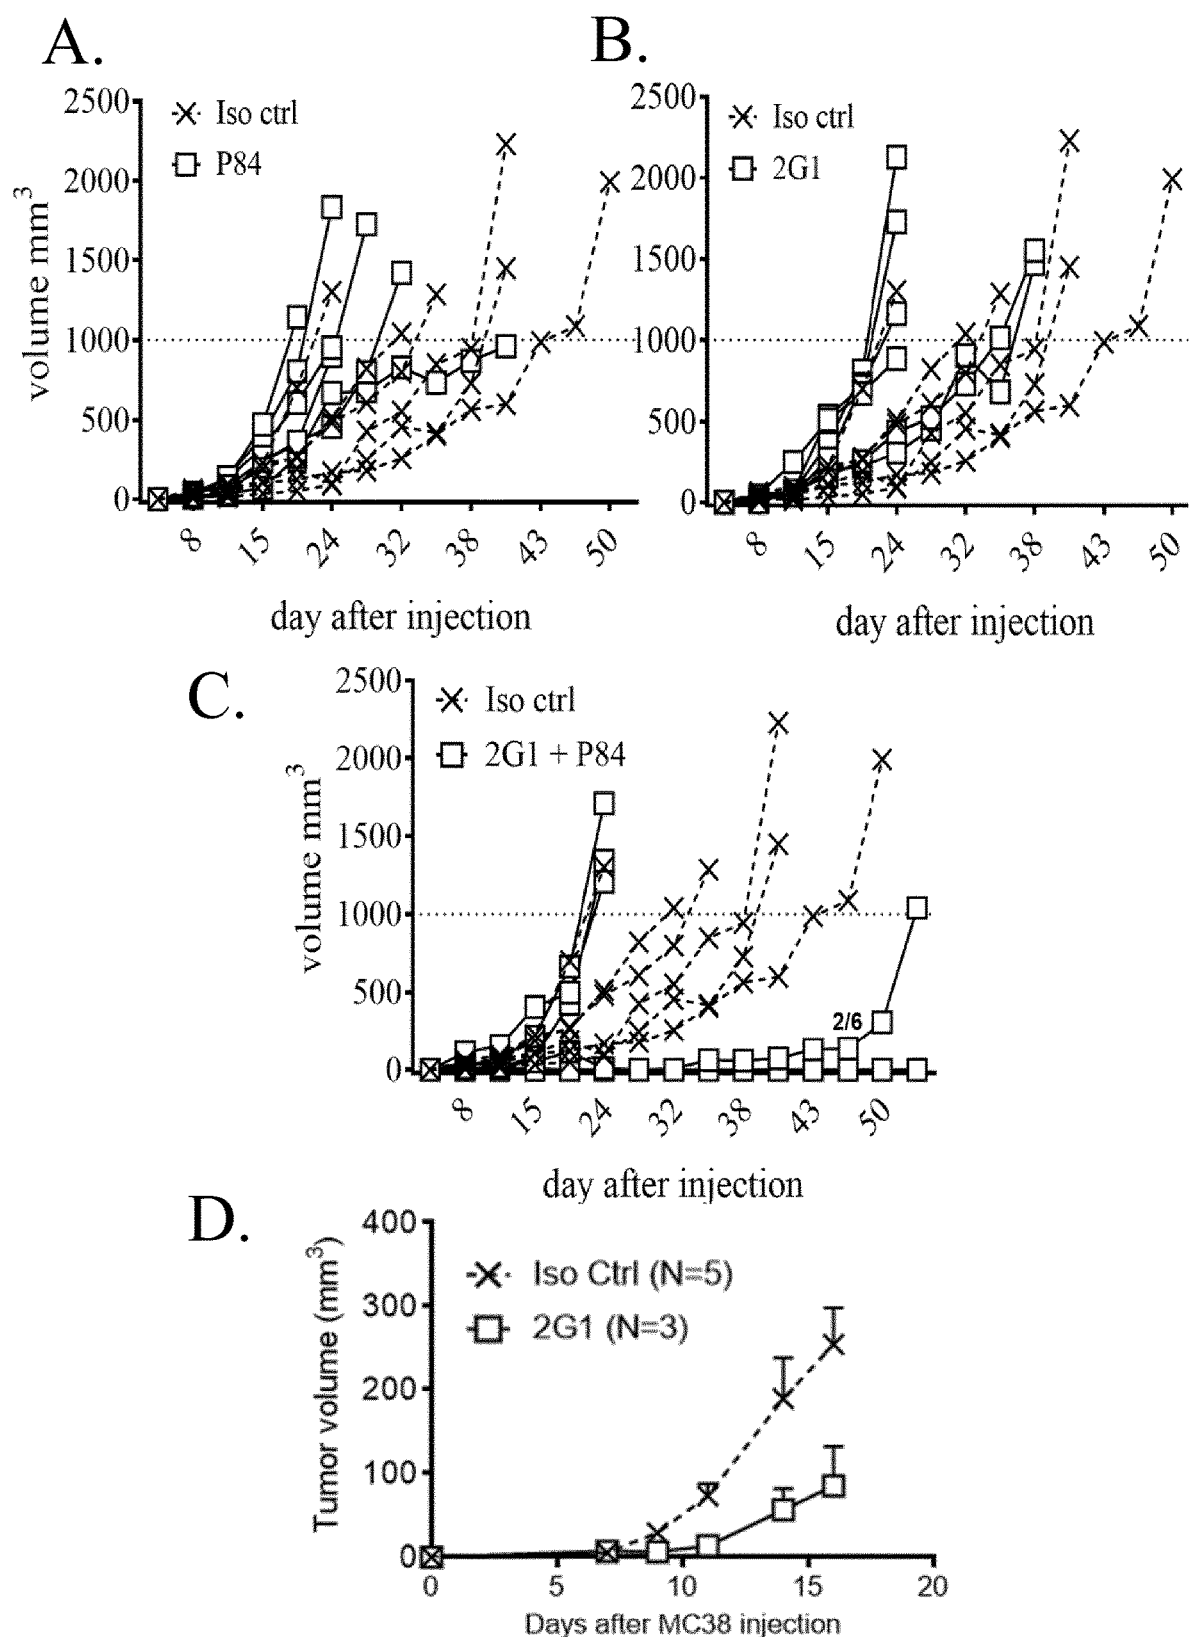 A.
2500
2000
1500
1000
500
0
volume mm³
Iso ctrl
P84
8 15 24 32 38 43 50
day after injection
B.
2500
2000
1500
1000
500
0
Iso ctrl
2G1
8 15 24 32 38 43 50
day after injection
C.
2500
2000
1500
1000
500
0
volume mm³
Iso ctrl
2G1 + P84
2/6
8 15 24 32 38 43 50
day after injection
D.
400
300
200
100
0
Tumor volume (mm³)
Iso Ctrl (N=5)
2G1 (N=3)
0 5 10 15 20
Days after MC38 injection